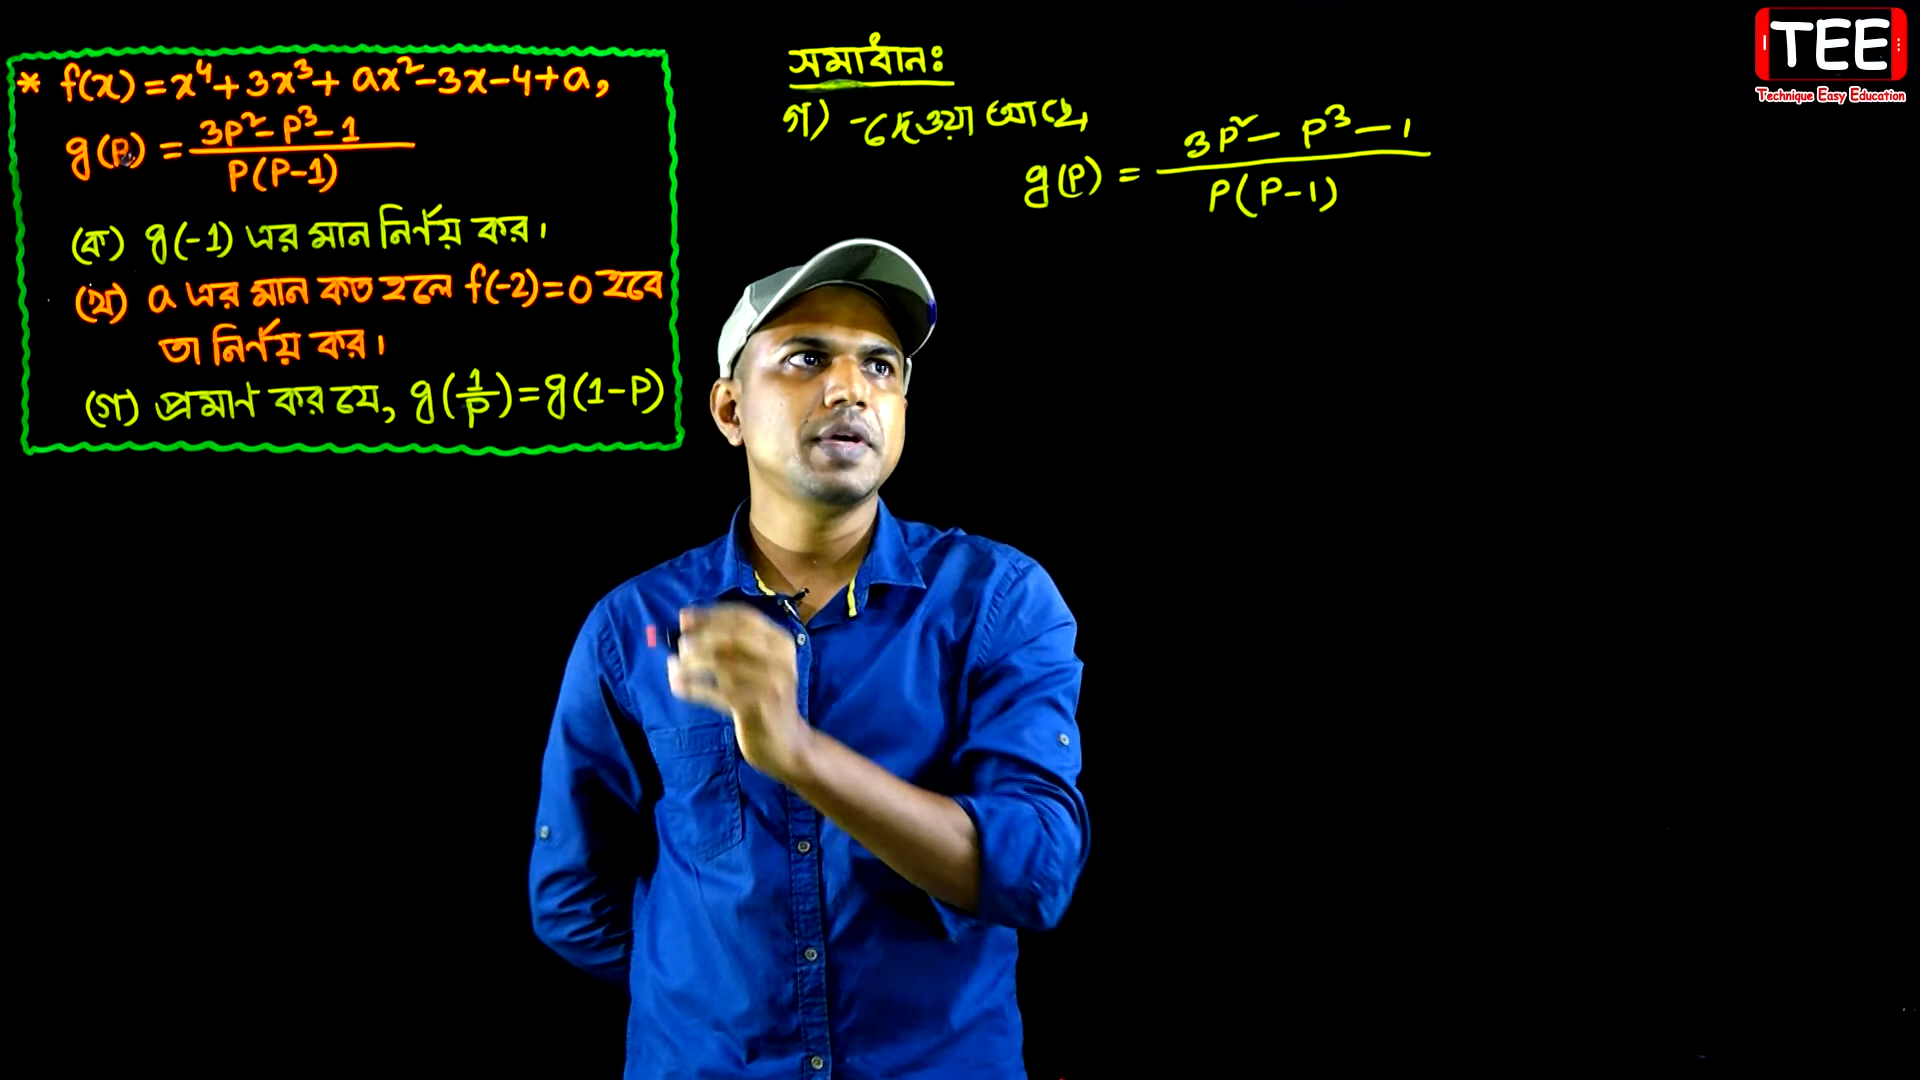 * f(x) = x⁴ + 3x³ + ax² - 3x - 4 + a,
g(P) = 3P² - P³ - 1 / P(P-1)
(ক) g(-1) এর মান নির্ণয় কর।
(খ) a এর মান কত হলে f(-2) = 0 হবে
তা নির্ণয় কর।
(গ) প্রমাণ কর যে, g(1/P) = g(1-P)
সমাধানঃ
গ) দেওয়া আছে,
g(P) = 3P² - P³ - 1 / P(P-1)
TEE
Technique Easy Education